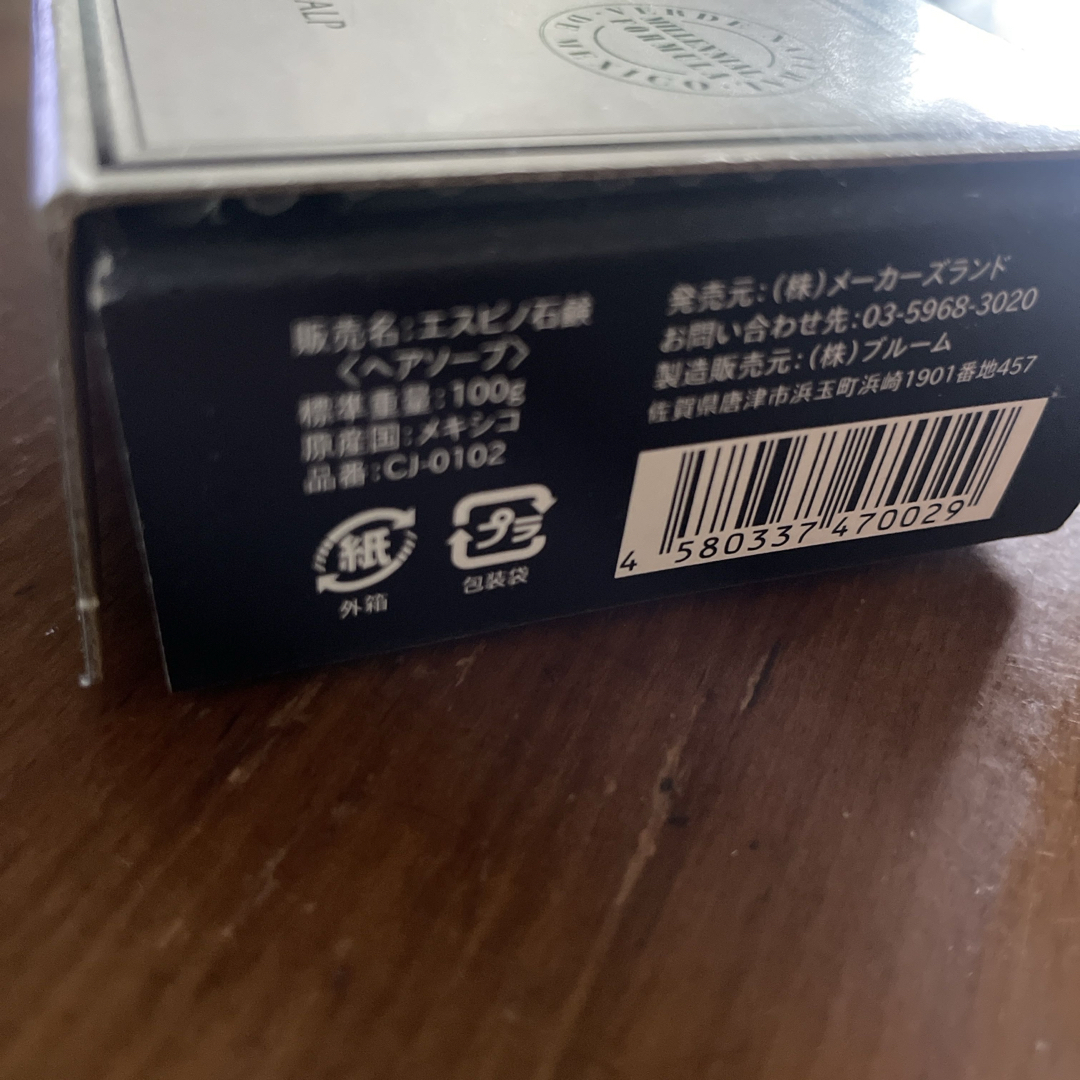 ALP
DE MEXICO
FORMULA
販売名:エスピノ石鹸
〈ヘアソープ〉
標準重量:100g
原産国:メキシコ
品番:CJ-0102
紙
外箱
プラ
包装袋
発売元:(株)メーカーズランド
お問い合わせ先:03-5968-3020
製造販売元:(株)ブルーム
佐賀県唐津市浜玉町浜崎1901番地457
4 580337 470029